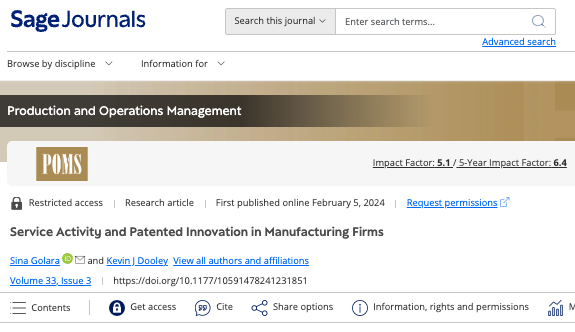 Sage Journals
Search this journal
Enter search terms...
Advanced search
Browse by discipline
Information for
Production and Operations Management
POMS
Impact Factor: 5.1 / 5-Year Impact Factor: 6.4
Restricted access | Research article | First published online February 5, 2024 | Request permissions
Service Activity and Patented Innovation in Manufacturing Firms
Sina Golara iD and Kevin J Dooley View all authors and affiliations
Volume 33, Issue 3 | https://doi.org/10.1177/10591478241231851
Contents | Get access Cite Share options Information, rights and permissions M